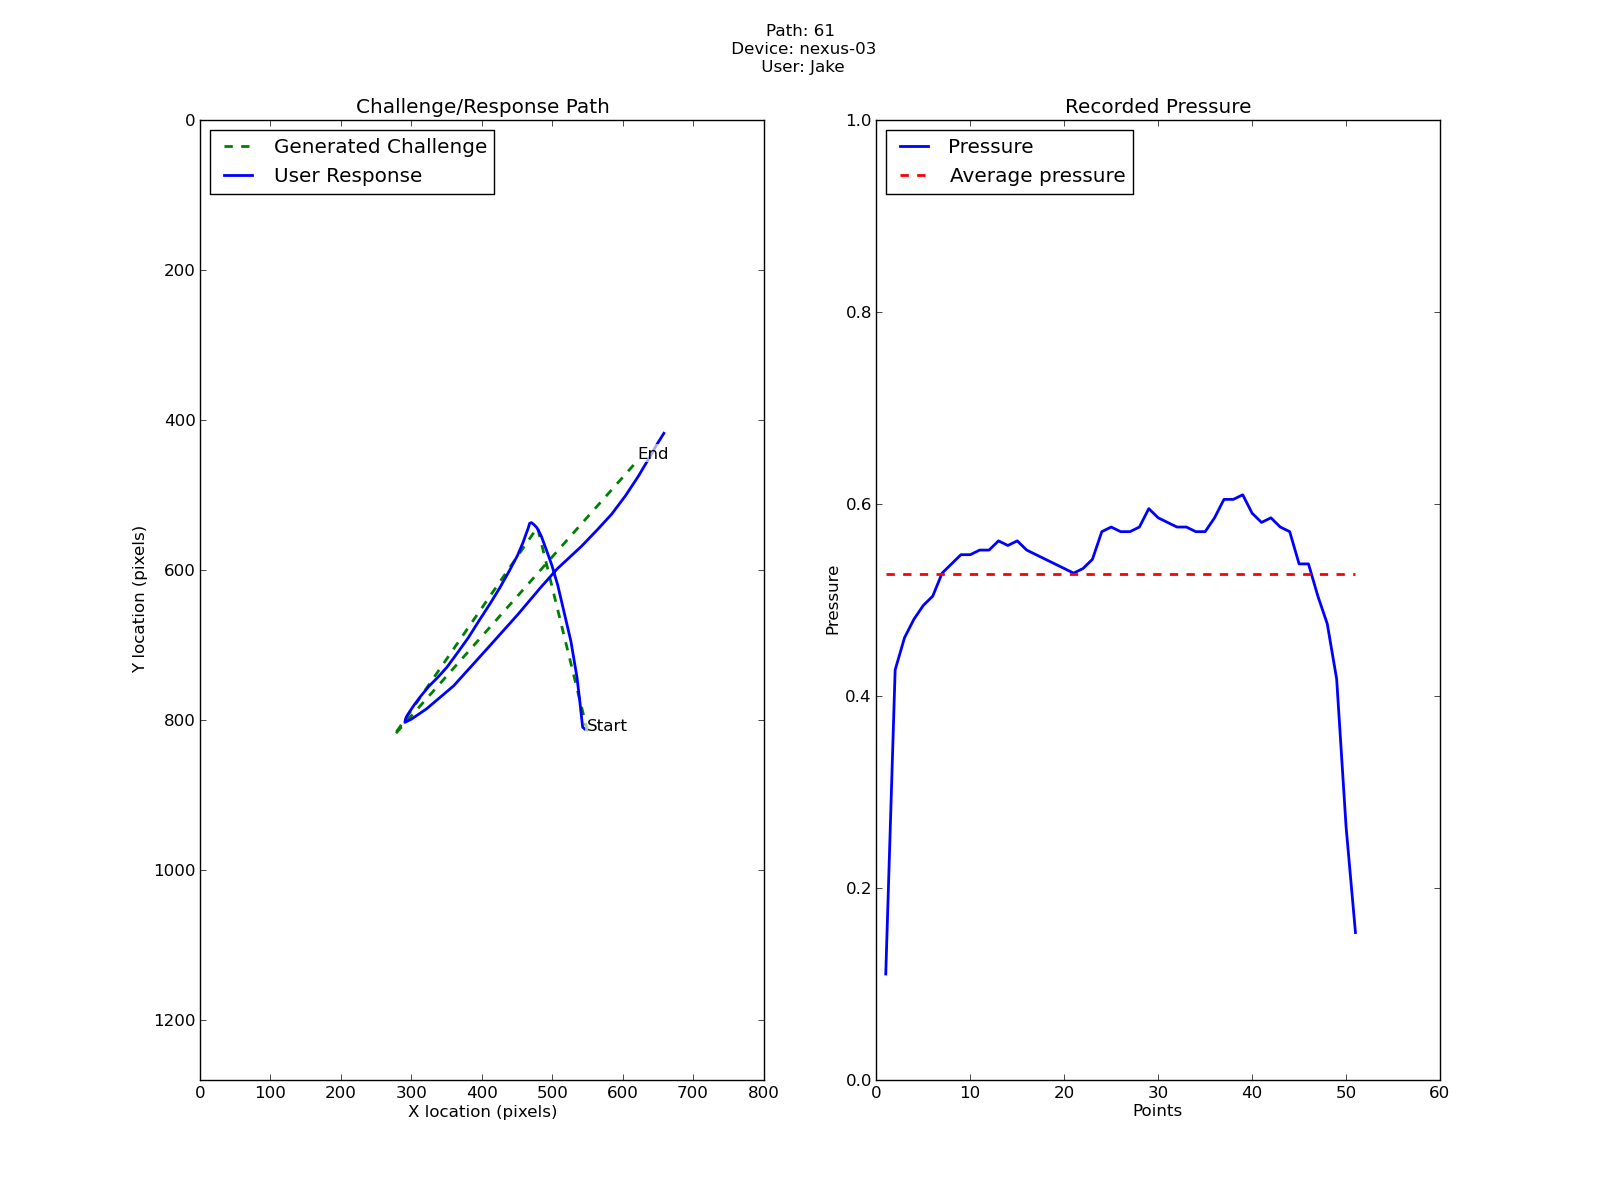 Path: 61
Device: nexus-03
User: Jake
Challenge/Response Path
Generated Challenge
User Response
0
200
400
600
800
1000
1200
Y location (pixels)
End
Start
0 100 200 300 400 500 600 700 800
X location (pixels)
Recorded Pressure
Pressure
Average pressure
1.0
0.8
0.6
0.4
0.2
0.0
Pressure
0 10 20 30 40 50 60
Points